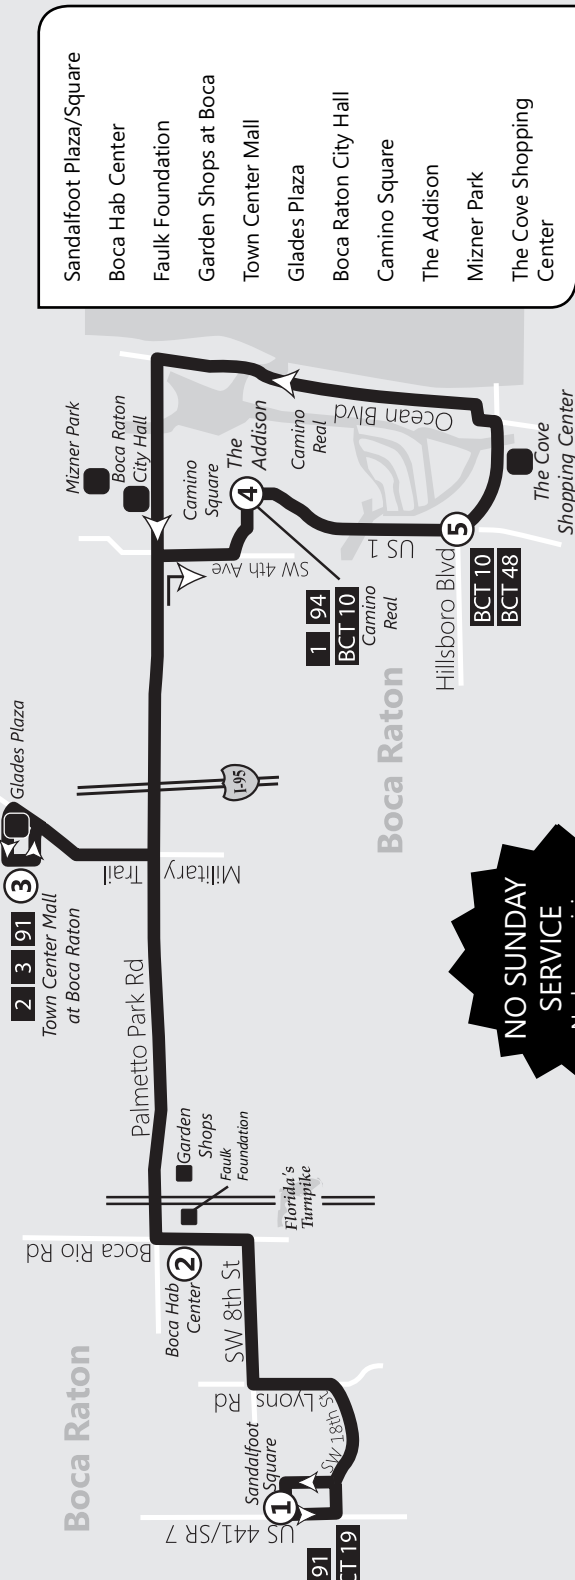 Sandalfoot Plaza/Square
Boca Hab Center
Faulk Foundation
Garden Shops at Boca
Town Center Mall
Glades Plaza
Boca Raton City Hall
Camino Square
The Addison
Mizner Park
The Cove Shopping
Center
Boca Raton
US 441/SR 7
1
Sandalfoot
Square
91
CT 19
SW 18th St
Lyons
Rd
SW 8th St
Boca Hab
Center
2
Boca Rio Rd
Florida's
Turnpike
Faulk
Foundation
Garden
Shops
Palmetto Park Rd
2 3 91
3
Town Center Mall
at Boca Raton
Glades Plaza
Military
Trail
I-95
Boca Raton
SW 4th Ave
Mizner Park
Boca Raton
City Hall
Camino
Square
4
The
Addison
Camino
Real
1 94
BCT 10
Camino
Real
US 1
Ocean Blvd
Hillsboro Blvd
5
BCT 10
BCT 48
The Cove
Shopping Center
NO SUNDAY
SERVICE